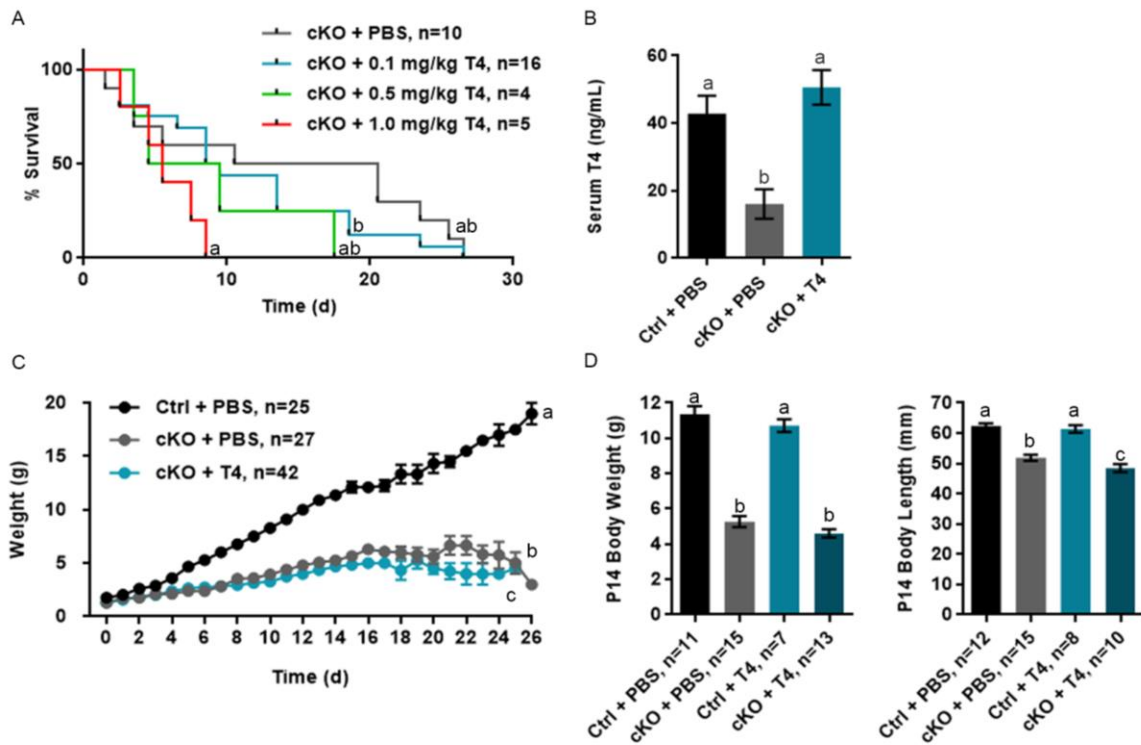 A
cKO + PBS, n=10
cKO + 0.1 mg/kg T4, n=16
cKO + 0.5 mg/kg T4, n=4
cKO + 1.0 mg/kg T4, n=5
% Survival
100
50
0
b
ab
a
ab
0 10 20 30
Time (d)
B
Serum T4 (ng/mL)
60
40
20
0
a
b
a
Ctrl + PBS
cKO + PBS
cKO + T4
C
Ctrl + PBS, n=25
cKO + PBS, n=27
cKO + T4, n=42
Weight (g)
20
15
10
5
0
a
b
c
0 2 4 6 8 10 12 14 16 18 20 22 24 26
Time (d)
D
P14 Body Weight (g)
12
10
8
6
4
2
0
a
b
a
b
Ctrl + PBS, n=11
cKO + PBS, n=15
Ctrl + T4, n=7
cKO + T4, n=13
P14 Body Length (mm)
70
60
50
40
30
20
10
0
a
b
a
c
Ctrl + PBS, n=12
cKO + PBS, n=15
Ctrl + T4, n=8
cKO + T4, n=10